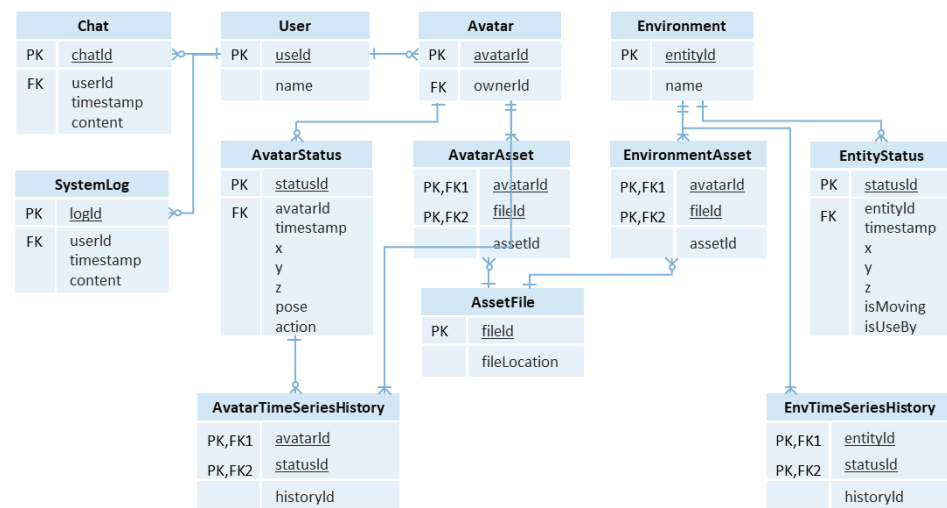 Chat
PK chatId
FK userId
timestamp
content
User
PK useId
name
Avatar
PK avatarId
FK ownerId
Environment
PK entityId
name
SystemLog
PK logId
FK userId
timestamp
content
AvatarStatus
PK statusId
FK avatarId
timestamp
x
y
z
pose
action
AvatarAsset
PK,FK1 avatarId
PK,FK2 fileId
assetId
EnvironmentAsset
PK,FK1 avatarId
PK,FK2 fileId
assetId
EntityStatus
PK statusId
FK entityId
timestamp
x
y
z
isMoving
isUseBy
AssetFile
PK fileId
fileLocation
AvatarTimeSeriesHistory
PK,FK1 avatarId
PK,FK2 statusId
historyId
EnvTimeSeriesHistory
PK,FK1 entityId
PK,FK2 statusId
historyId